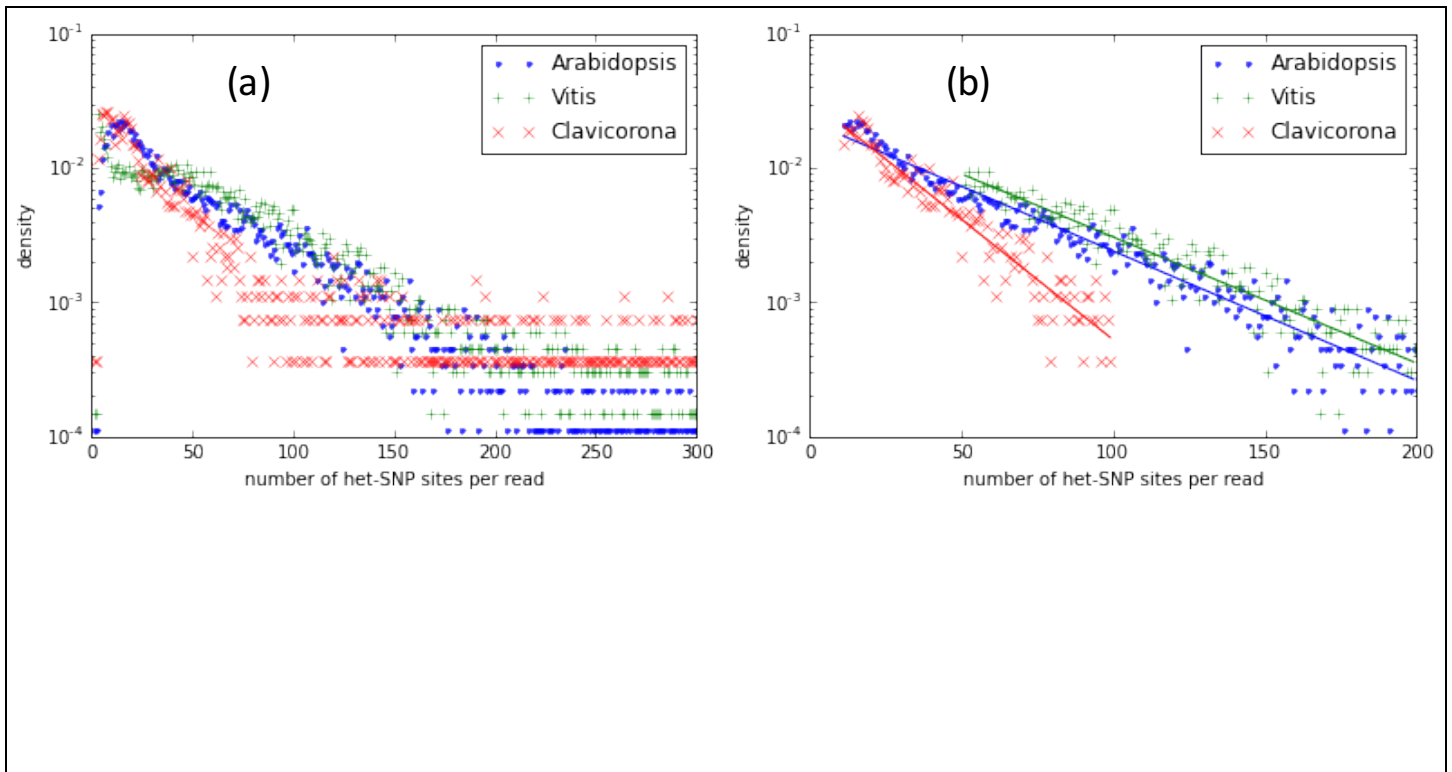 (a)
Arabidopsis
Vitis
Clavicorona
10^-1
10^-2
10^-3
10^-4
density
0 50 100 150 200 250 300
number of het-SNP sites per read
(b)
Arabidopsis
Vitis
Clavicorona
10^-1
10^-2
10^-3
10^-4
density
0 50 100 150 200
number of het-SNP sites per read